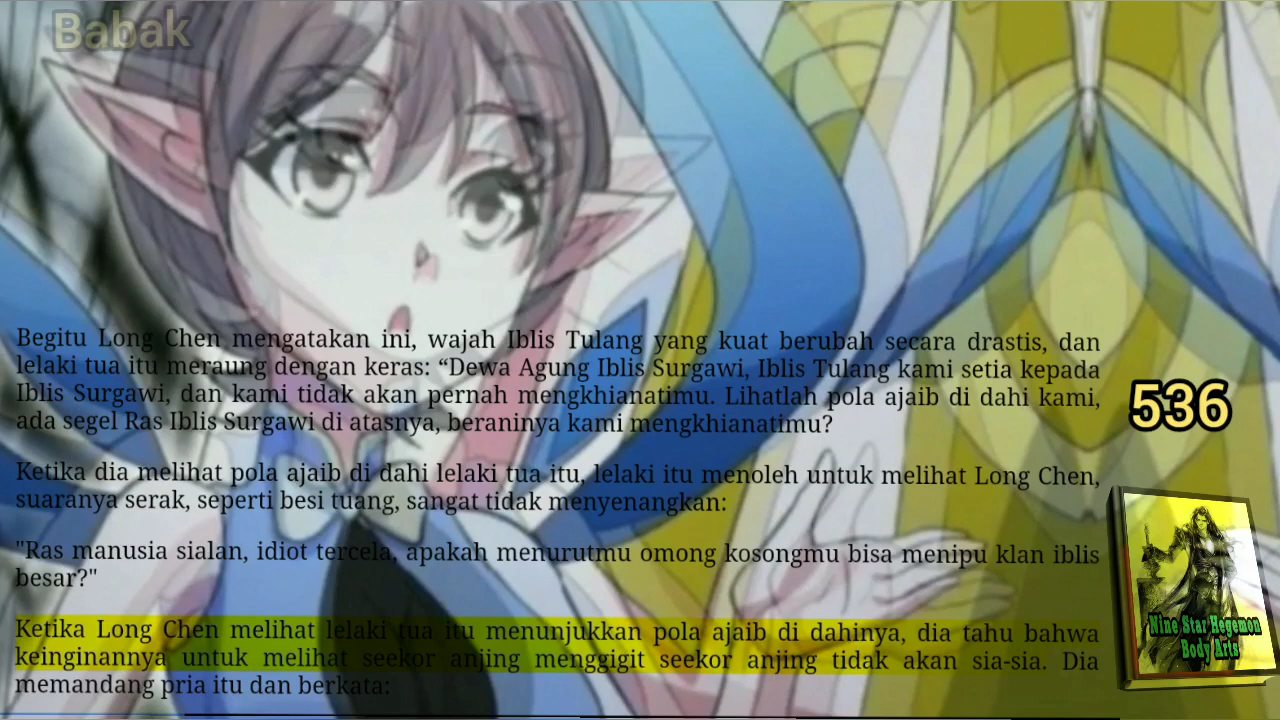 Babak
Begitu Long Chen mengatakan ini, wajah Iblis Tulang yang kuat berubah secara drastis, dan
lelaki tua itu meraung dengan keras: “Dewa Agung Iblis Surgawi, Iblis Tulang kami setia kepada
Iblis Surgawi, dan kami tidak akan pernah mengkhianatimu. Lihatlah pola ajaib di dahi kami,
ada segel Ras Iblis Surgawi di atasnya, beraninya kami mengkhianatimu?
536
Ketika dia melihat pola ajaib di dahi lelaki tua itu, lelaki itu menoleh untuk melihat Long Chen,
suaranya serak, seperti besi tuang, sangat tidak menyenangkan:
"Ras manusia sialan, idiot tercela, apakah menurutmu omong kosongmu bisa menipu klan iblis
besar?"
Ketika Long Chen melihat lelaki tua itu menunjukkan pola ajaib di dahinya, dia tahu bahwa
keinginannya untuk melihat seekor anjing menggigit seekor anjing tidak akan sia-sia. Dia
memandang pria itu dan berkata:
Nine Star Hegemon
Body Arts